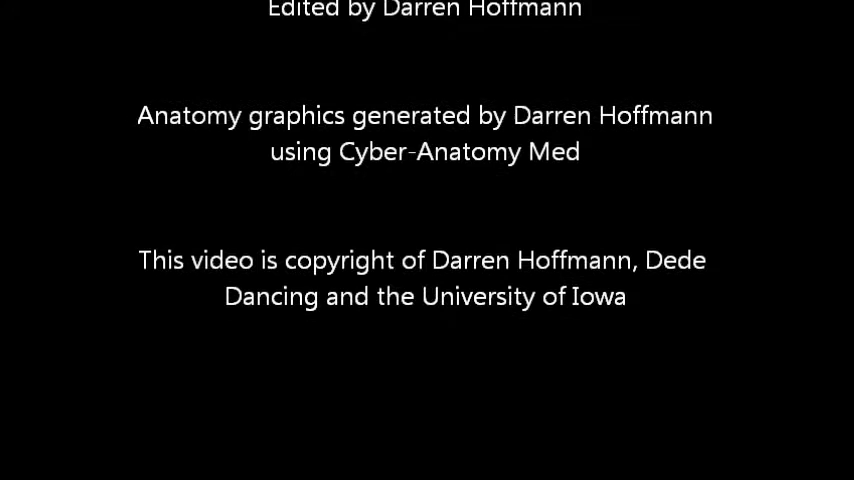 Edited by Darren Hoffmann
Anatomy graphics generated by Darren Hoffmann
using Cyber-Anatomy Med
This video is copyright of Darren Hoffmann, Dede
Dancing and the University of Iowa